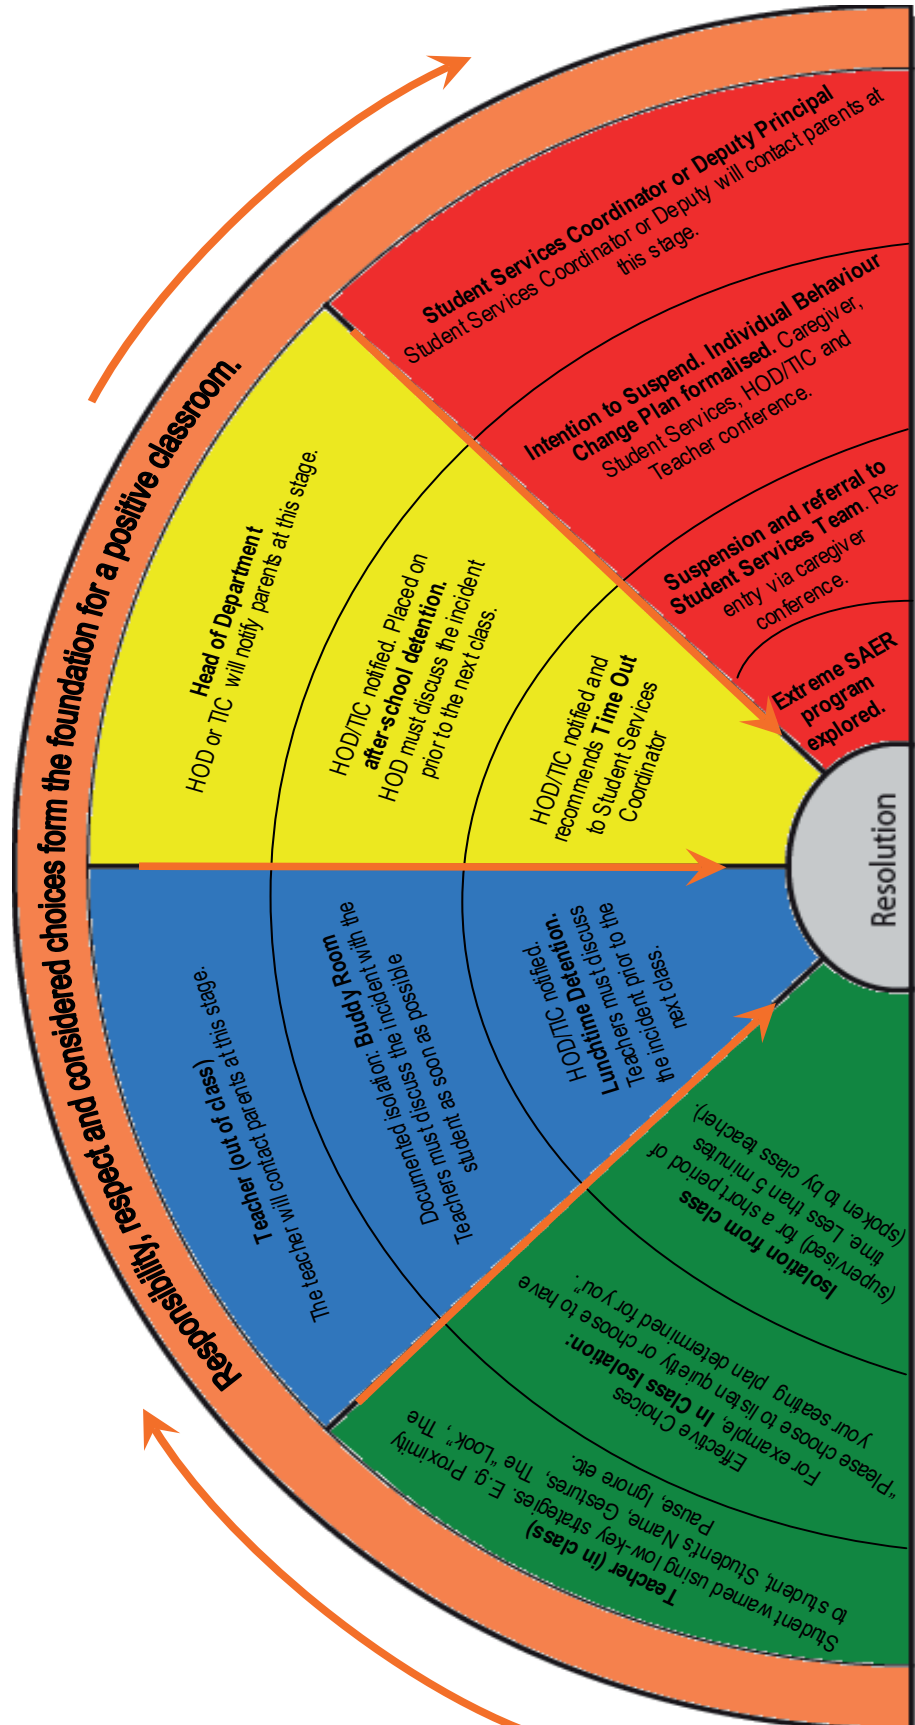 Responsibility, respect and considered choices form the foundation for a positive classroom.
Teacher (in class)
Student warned using low-key strategies. E.g. Proximity
to student, Student's Name, Gestures, The "Look", The
Pause, Ignore etc.
Effective Choices
For example, In Class Isolation:
"Please choose to listen quietly or choose to have
your seating plan determined for you".
Isolation from class
(supervised) for a short period of
time. Less than 5 minutes
(spoken to by class teacher)
Teacher (out of class)
The teacher will contact parents at this stage.
Documented isolation: Buddy Room
Teachers must discuss the incident with the
student as soon as possible
HOD/TIC notified.
Lunchtime Detention.
Teachers must discuss
the incident prior to the
next class.
Head of Department
HOD or TIC will notify parents at this stage.
HOD/TIC notified. Placed on
after-school detention.
HOD must discuss the incident
prior to the next class.
HOD/TIC notified and
recommends Time Out
to Student Services
Coordinator
Student Services Coordinator or Deputy Principal
Student Services Coordinator or Deputy will contact parents at
this stage.
Intention to Suspend. Individual Behaviour
Change Plan formalised. Caregiver,
Student Services, HOD/TIC and
Teacher conference.
Suspension and referral to
Student Services Team. Re-
entry via caregiver
conference.
Extreme SAER
program
explored.
Resolution